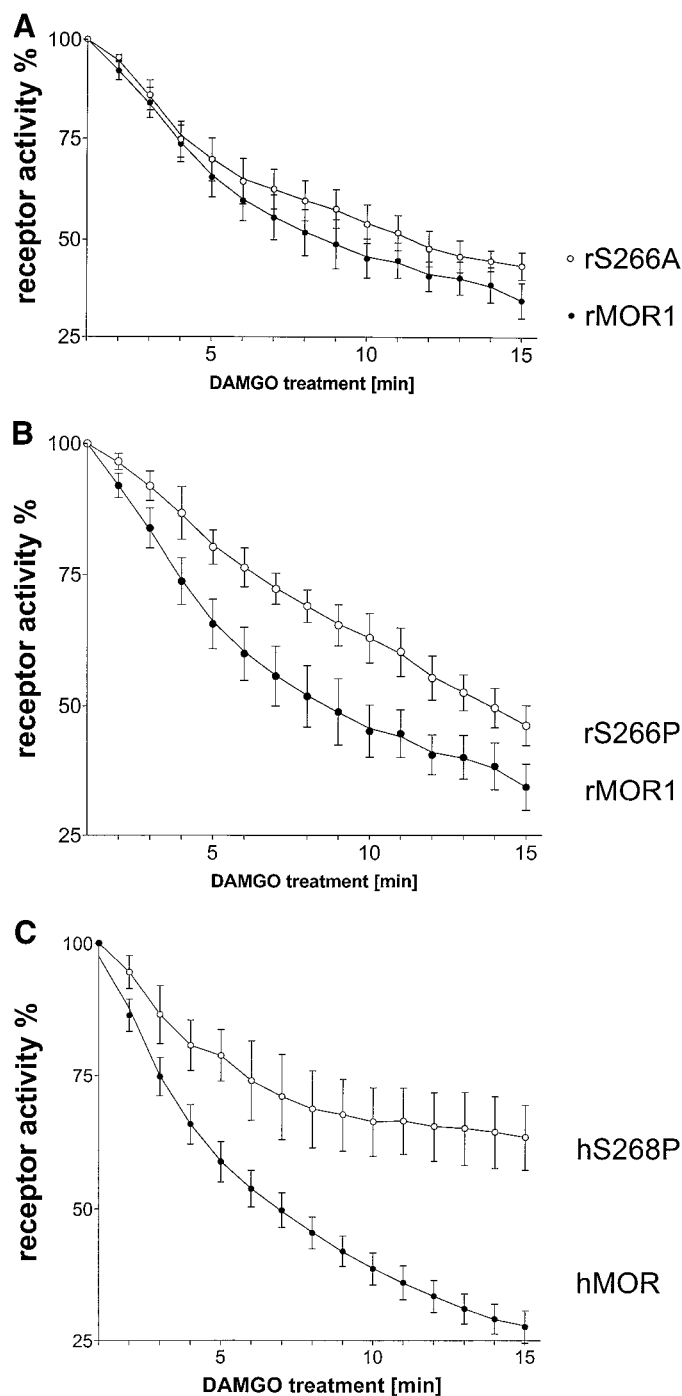 A
receptor activity %
100
75
50
25
5 10 15
DAMGO treatment [min]
rS266A
rMOR1
B
receptor activity %
100
75
50
25
5 10 15
DAMGO treatment [min]
rS266P
rMOR1
C
receptor activity %
100
75
50
25
5 10 15
DAMGO treatment [min]
hS268P
hMOR